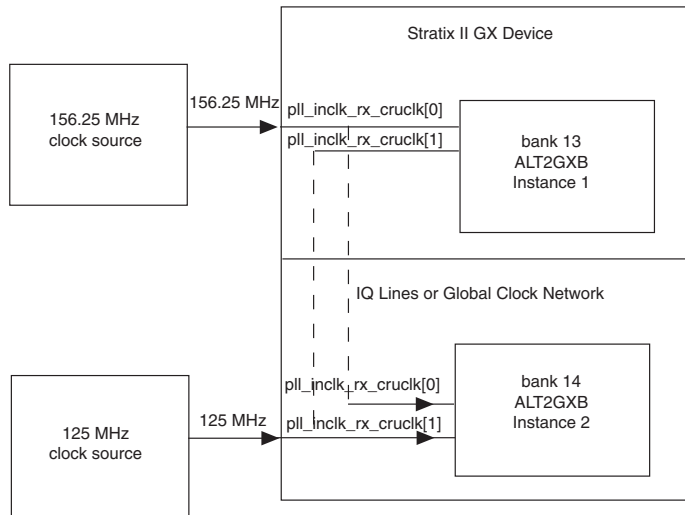 Stratix II GX Device
156.25 MHz
clock source
156.25 MHz
pll_inclk_rx_cruclk[0]
pll_inclk_rx_cruclk[1]
bank 13
ALT2GXB
Instance 1
IQ Lines or Global Clock Network
125 MHz
clock source
125 MHz
pll_inclk_rx_cruclk[0]
pll_inclk_rx_cruclk[1]
bank 14
ALT2GXB
Instance 2